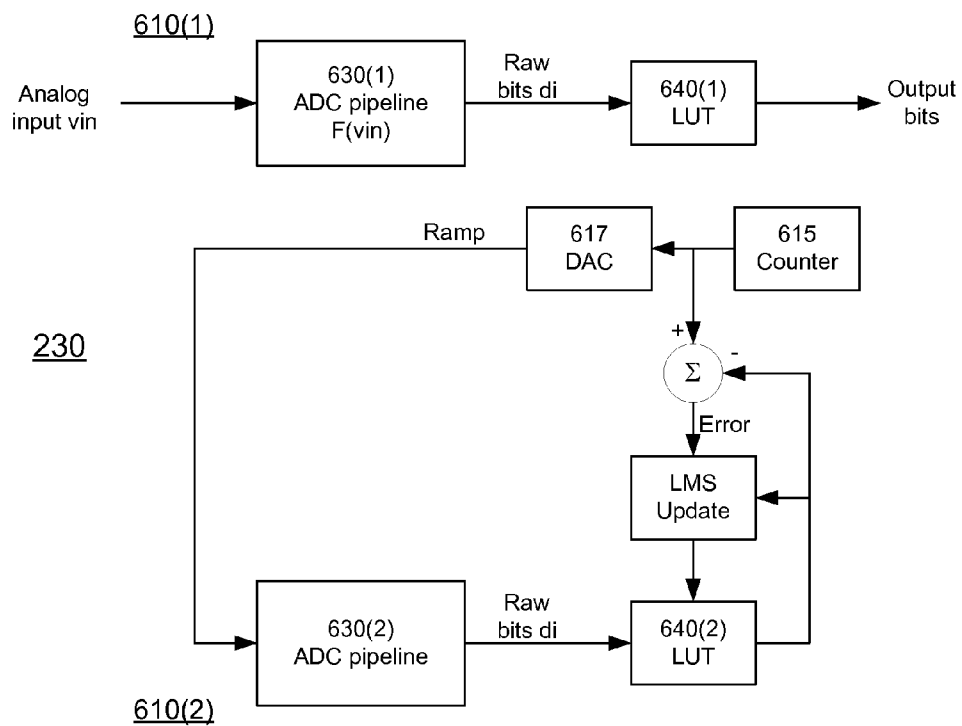 610(1)
Analog
input vin
630(1)
ADC pipeline
F(vin)
Raw
bits di
640(1)
LUT
Output
bits
Ramp
617
DAC
615
Counter
230
+
-
Σ
Error
LMS
Update
630(2)
ADC pipeline
Raw
bits di
640(2)
LUT
610(2)